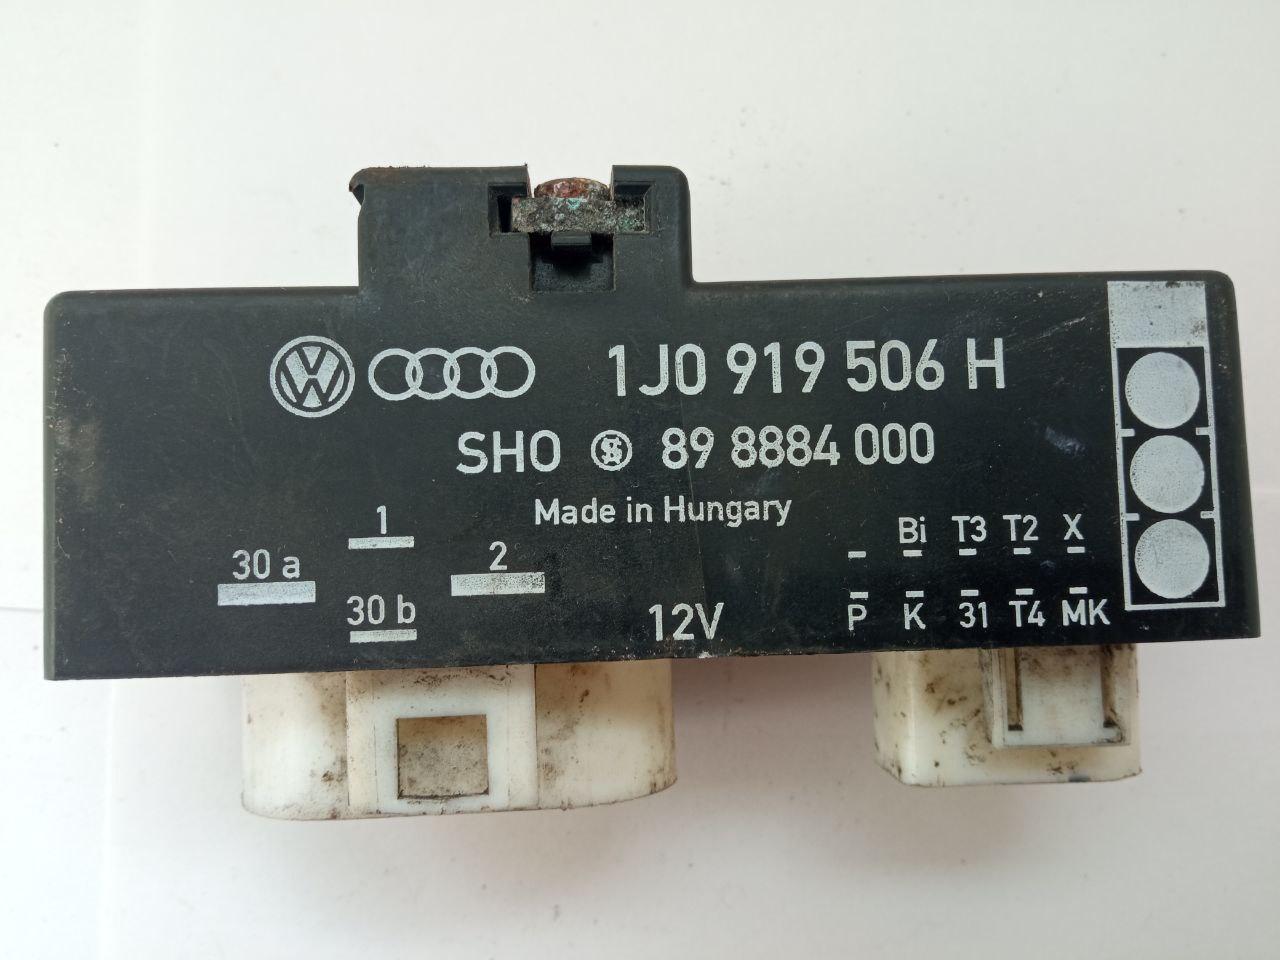 1J0 919 506 H
SHO 89 8884 000
Made in Hungary
1
30 a
2
30 b
12V
Bi T3 T2 X
P K 31 T4 MK